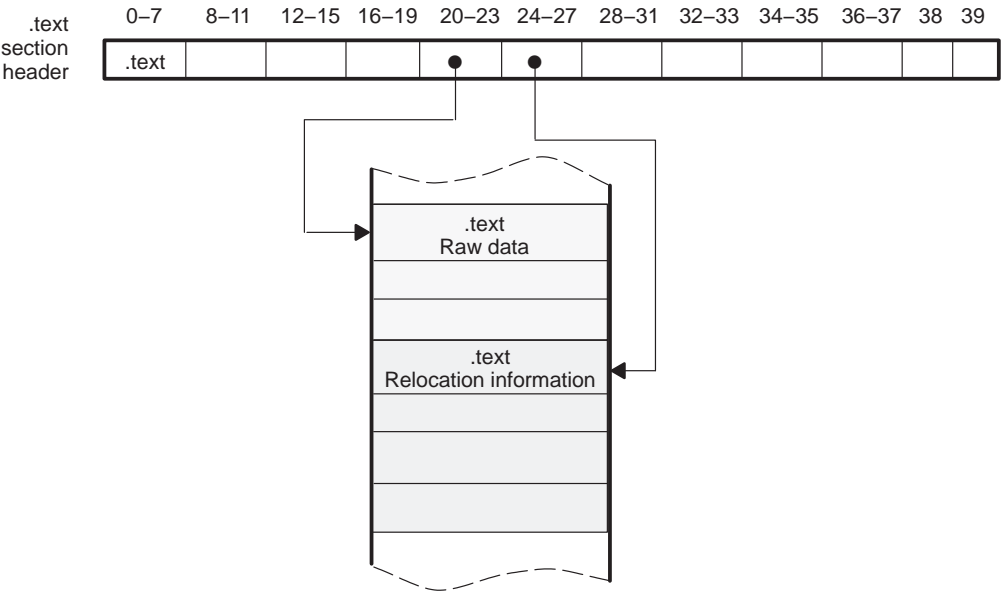 .text
section
header
0–7 8–11 12–15 16–19 20–23 24–27 28–31 32–33 34–35 36–37 38 39
.text
.text
Raw data
.text
Relocation information